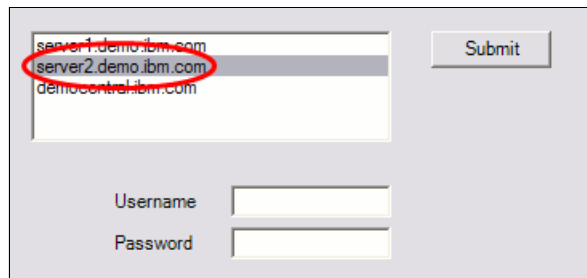 server1.demo.ibm.com
server2.demo.ibm.com
democentral.ibm.com
Submit
Username
Password